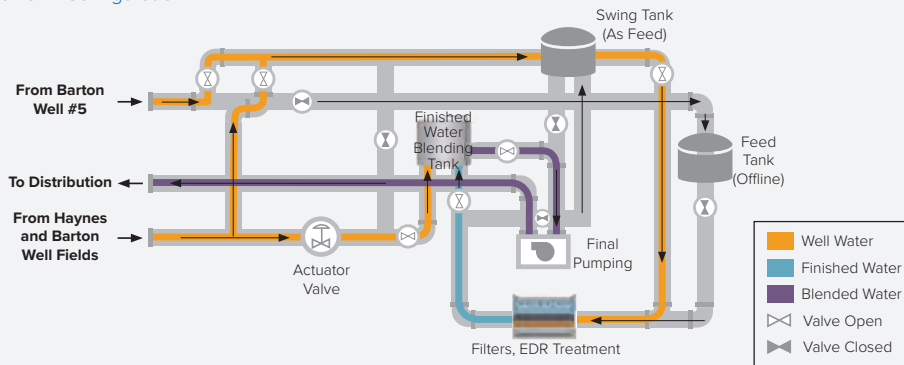 Swing Tank
(As Feed)
From Barton
Well #5
Finished
Water
Blending
Tank
Feed
Tank
(Offline)
To Distribution
From Haynes
and Barton
Well Fields
Actuator
Valve
Final
Pumping
Filters, EDR Treatment
Well Water
Finished Water
Blended Water
Valve Open
Valve Closed